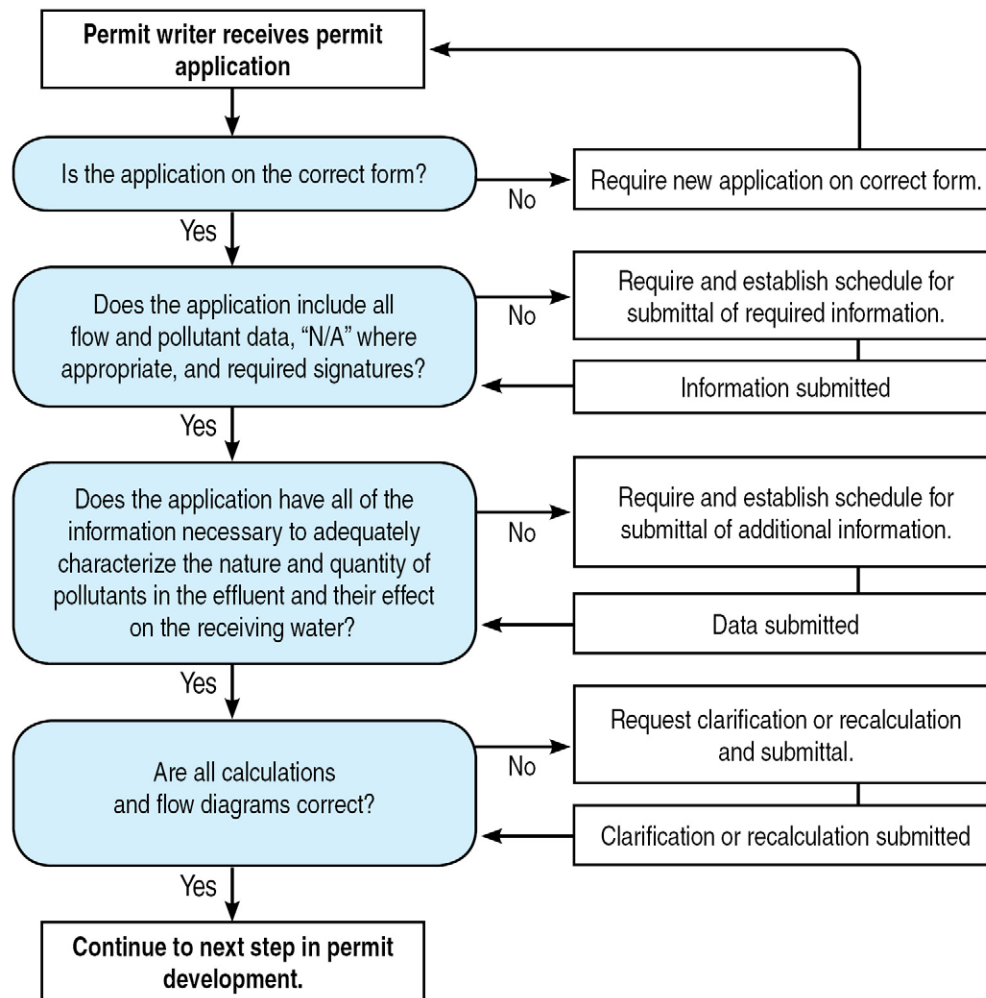 Permit writer receives permit
application
Is the application on the correct form?
No
Require new application on correct form.
Yes
Does the application include all
flow and pollutant data, “N/A” where
appropriate, and required signatures?
No
Require and establish schedule for
submittal of required information.
Information submitted
Yes
Does the application have all of the
information necessary to adequately
characterize the nature and quantity of
pollutants in the effluent and their effect
on the receiving water?
No
Require and establish schedule for
submittal of additional information.
Data submitted
Yes
Are all calculations
and flow diagrams correct?
No
Request clarification or recalculation
and submittal.
Clarification or recalculation submitted
Yes
Continue to next step in permit
development.